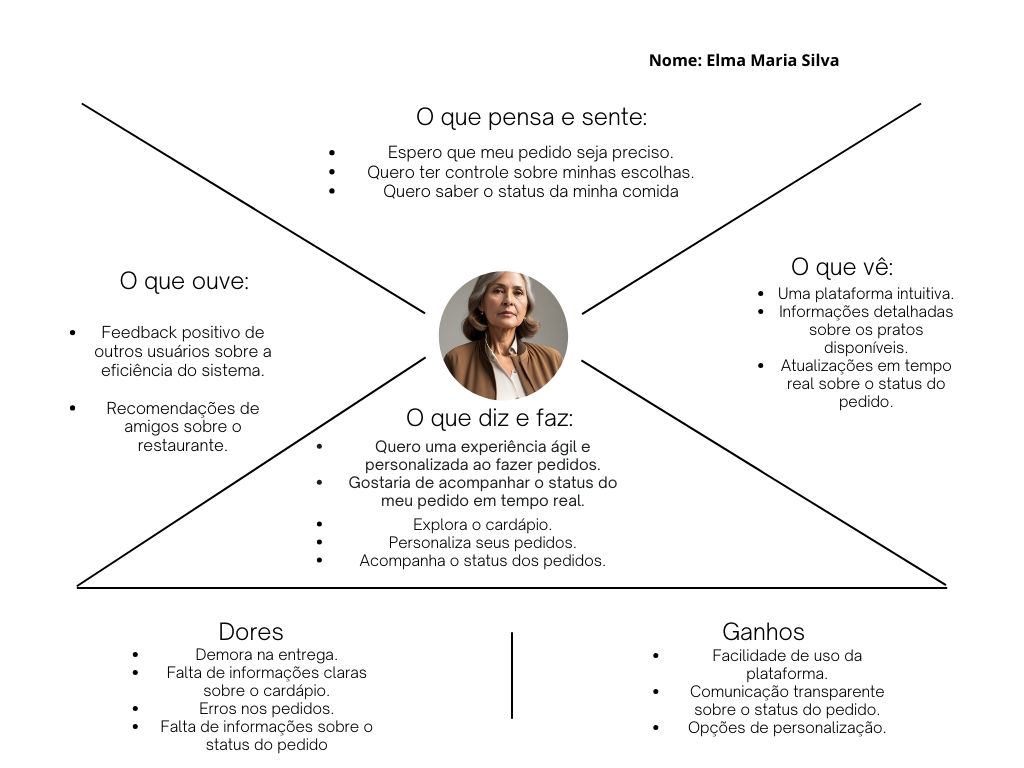 Nome: Elma Maria Silva
O que pensa e sente:
• Espero que meu pedido seja preciso.
• Quero ter controle sobre minhas escolhas.
• Quero saber o status da minha comida
O que ouve:
• Feedback positivo de
outros usuários sobre a
eficiência do sistema.
• Recomendações de
amigos sobre o
restaurante.
O que vê:
• Uma plataforma intuitiva.
• Informações detalhadas
sobre os pratos
disponíveis.
• Atualizações em tempo
real sobre o status do
pedido.
O que diz e faz:
• Quero uma experiência ágil e
personalizada ao fazer pedidos.
• Gostaria de acompanhar o status do
meu pedido em tempo real.
• Explora o cardápio.
• Personaliza seus pedidos.
• Acompanha o status dos pedidos.
Dores
• Demora na entrega.
• Falta de informações claras
sobre o cardápio.
• Erros nos pedidos.
• Falta de informações sobre o
status do pedido
Ganhos
• Facilidade de uso da
plataforma.
• Comunicação transparente
sobre o status do pedido.
• Opções de personalização.